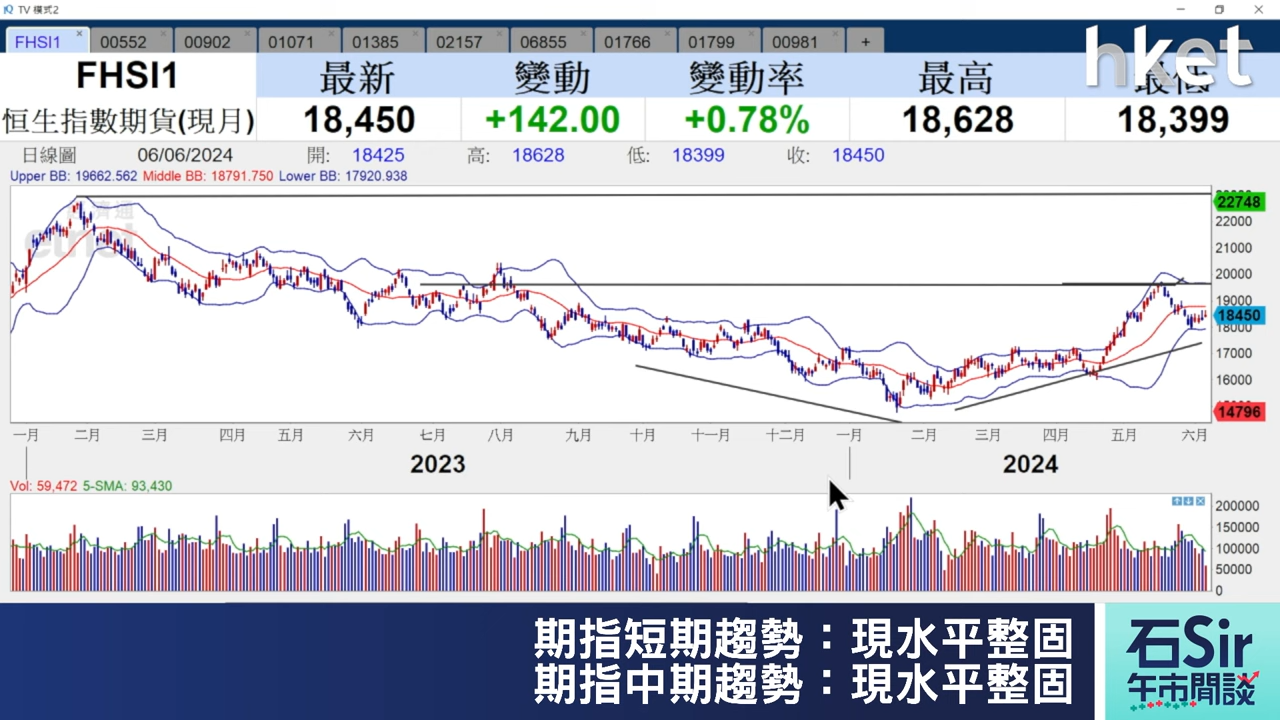 TV 模式2
FHSI1 00552 00902 01071 01385 02157 06855 01766 01799 00981 +
hket
FHSI1 最新 變動 變動率 最高 最低
恒生指數期貨(現月) 18,450 +142.00 +0.78% 18,628 18,399
日線圖 06/06/2024 開: 18425 高: 18628 低: 18399 收: 18450
Upper BB: 19662.562 Middle BB: 18791.750 Lower BB: 17920.938
22748
22000
21000
20000
19000
18450
18000
17000
16000
14796
一月 二月 三月 四月 五月 六月 七月 八月 九月 十月 十一月 十二月 一月 二月 三月 四月 五月 六月
2023 2024
Vol: 59,472 5-SMA: 93,430
200000
150000
100000
50000
0
期指短期趨勢：現水平整固
期指中期趨勢：現水平整固
石Sir
午市閒談